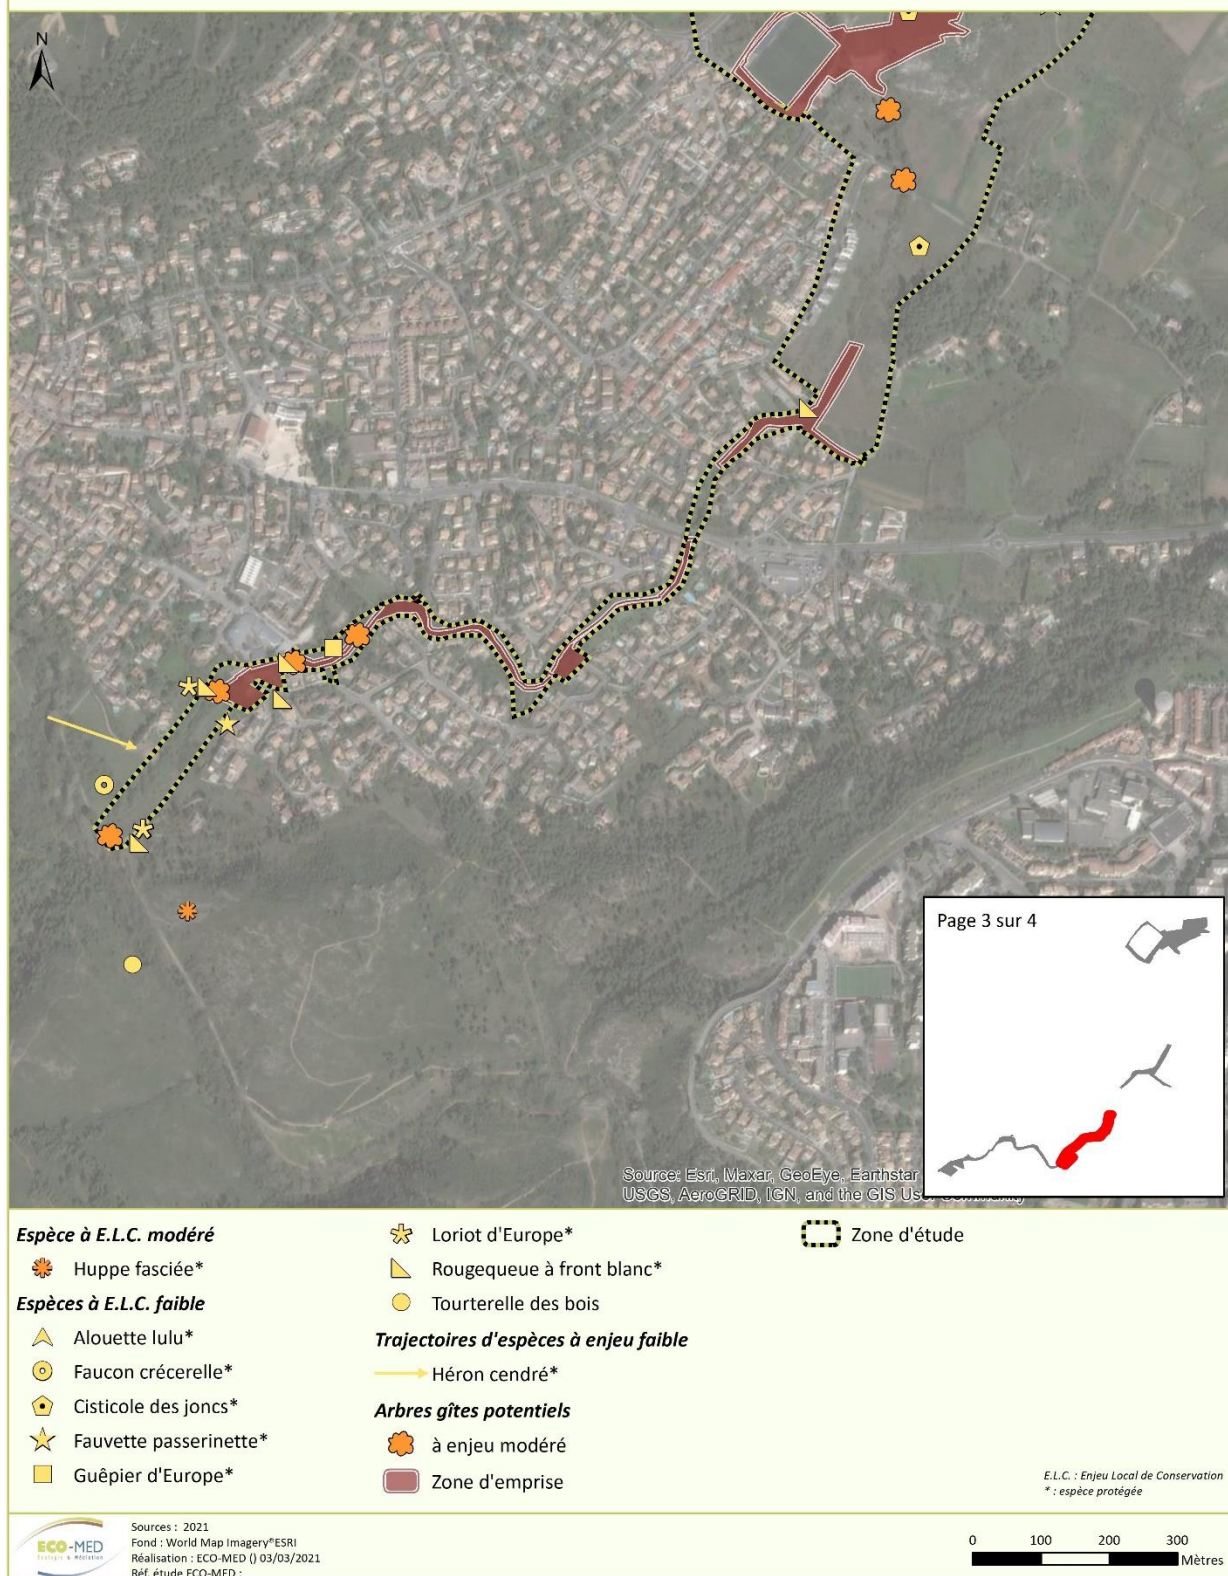 N
Page 3 sur 4
Source: Esri, Maxar, GeoEye, Earthstar
USGS, AeroGRID, IGN, and the GIS User Community
Espèce à E.L.C. modéré
Huppe fasciée*
Espèces à E.L.C. faible
Alouette lulu*
Faucon crécerelle*
Cisticole des joncs*
Fauvette passerinette*
Guêpier d'Europe*
Loriot d'Europe*
Rougequeue à front blanc*
Tourterelle des bois
Trajectoires d'espèces à enjeu faible
Héron cendré*
Arbres gîtes potentiels
à enjeu modéré
Zone d'emprise
Zone d'étude
E.L.C. : Enjeu Local de Conservation
* : espèce protégée
ECO-MED
Ecologie & Médiation
Sources : 2021
Fond : World Map Imagery®ESRI
Réalisation : ECO-MED () 03/03/2021
Réf. étude ECO-MED :
0 100 200 300
Mètres